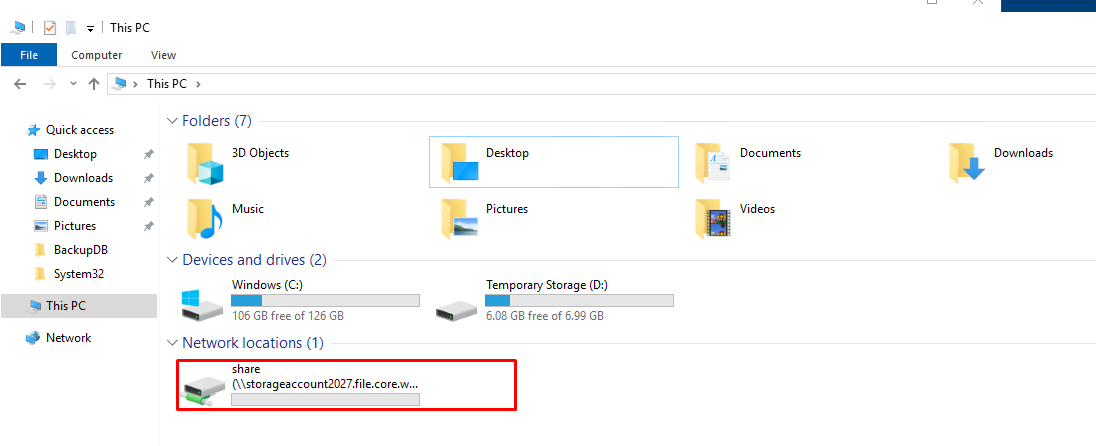 This PC
File Computer View
This PC
Quick access
Desktop
Downloads
Documents
Pictures
BackupDB
System32
This PC
Network
Folders (7)
3D Objects
Desktop
Documents
Downloads
Music
Pictures
Videos
Devices and drives (2)
Windows (C:)
106 GB free of 126 GB
Temporary Storage (D:)
6.08 GB free of 6.99 GB
Network locations (1)
share
(\\storageaccount2027.file.core.w...